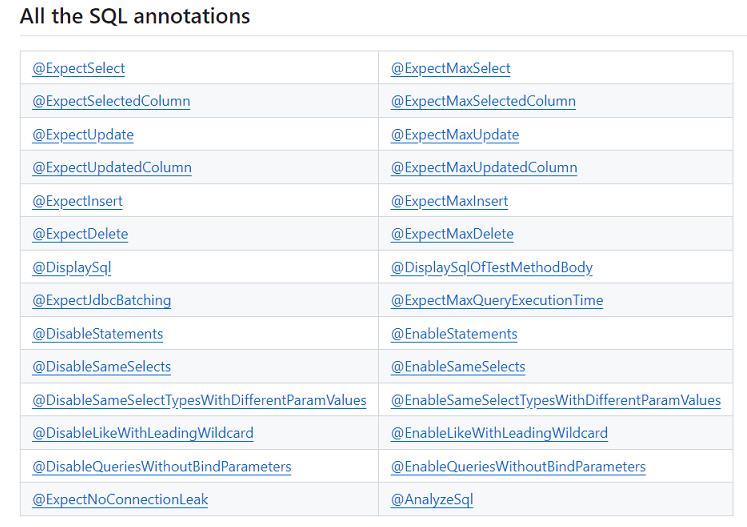 All the SQL annotations
@ExpectSelect @ExpectMaxSelect
@ExpectSelectedColumn @ExpectMaxSelectedColumn
@ExpectUpdate @ExpectMaxUpdate
@ExpectUpdatedColumn @ExpectMaxUpdatedColumn
@ExpectInsert @ExpectMaxInsert
@ExpectDelete @ExpectMaxDelete
@DisplaySql @DisplaySqlOfTestMethodBody
@ExpectJdbcBatching @ExpectMaxQueryExecutionTime
@DisableStatements @EnableStatements
@DisableSameSelects @EnableSameSelects
@DisableSameSelectTypesWithDifferentParamValues @EnableSameSelectTypesWithDifferentParamValues
@DisableLikeWithLeadingWildcard @EnableLikeWithLeadingWildcard
@DisableQueriesWithoutBindParameters @EnableQueriesWithoutBindParameters
@ExpectNoConnectionLeak @AnalyzeSql